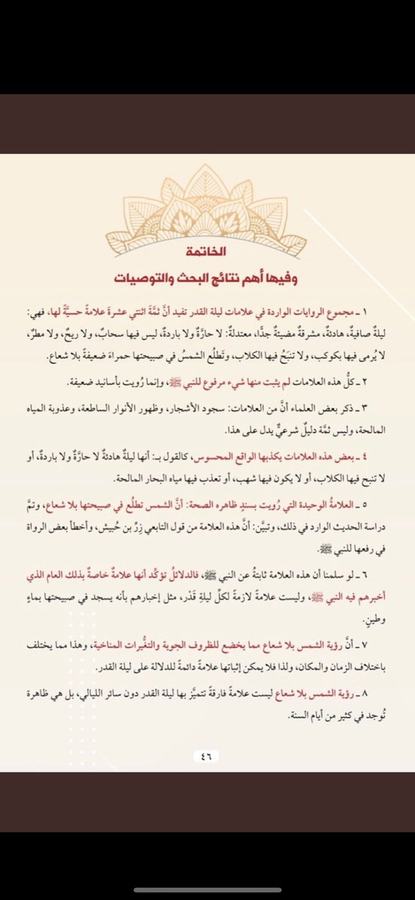 الخاتمة
وفيها أهم نتائج البحث والتوصيات
١ ـ مجموع الروايات الواردة في علامات ليلة القدر تفيد أنَّ ثمَّة اثنتي عشرةَ علامةً حسيَّةً لها، فهي:
ليلةٌ صافيةٌ، هادئةٌ، مشرقةٌ مضيئةٌ جدًّا، معتدلةٌ: لا حارَّةٌ ولا باردةٌ، ليس فيها سحابٌ، ولا ريحٌ، ولا مطرٌ،
لا يُرمى فيها بكوكب، ولا تنبَحُ فيها الكلاب، وتَطلُع الشمسُ في صبيحتها حمراءَ ضعيفةً بلا شعاع.
٢ ـ كلُّ هذه العلامات لم يثبت منها شيء مرفوع للنبي ﷺ، وإنما رُويت بأسانيد ضعيفة.
٣ ـ ذكر بعض العلماء أنَّ من العلامات: سجود الأشجار، وظهور الأنوار الساطعة، وعذوبة المياه
المالحة، وليس ثمَّة دليلٌ شرعيٌّ يدل على هذا.
٤ ـ بعض هذه العلامات يكذبها الواقع المحسوس، كالقول بـ: أنها ليلةٌ هادئةٌ لا حارَّةٌ ولا باردةٌ، أو
لا تنبح فيها الكلاب، أو لا يكون فيها شهب، أو تعذب فيها مياه البحار المالحة.
٥ ـ العلامةُ الوحيدة التي رُويت بسندٍ ظاهره الصحة: أنَّ الشمس تطلُع في صبيحتها بلا شعاع، وتمَّ
دراسة الحديث الوارد في ذلك، وتبيَّن: أنَّ هذه العلامة من قول التابعي زِرِّ بن حُبيش، وأخطأ بعض الرواة
في رفعها للنبي ﷺ.
٦ ـ لو سلمنا أن هذه العلامة ثابتةٌ عن النبي ﷺ، فالدلائلُ تؤكِّد أنها علامةٌ خاصةٌ بذلك العام الذي
أخبرهم فيه النبي ﷺ، وليست علامةً لازمةً لكلِّ ليلةِ قَدْر، مثل إخبارهم بأنه يسجد في صبيحتها بماءٍ
وطينٍ.
٧ ـ أنَّ رؤية الشمس بلا شعاع مما يخضع للظروف الجوية والتغُّيرات المناخية، وهذا مما يختلف
باختلاف الزمان والمكان، ولذا فلا يمكن إثباتها علامةً دائمةً للدلالة على ليلة القدر.
٨ ـ رؤية الشمس بلا شعاع ليست علامةً فارقةً تتميَّز بها ليلة القدر دون سائر الليالي، بل هي ظاهرة
تُوجد في كثير من أيام السنة.
٤٦